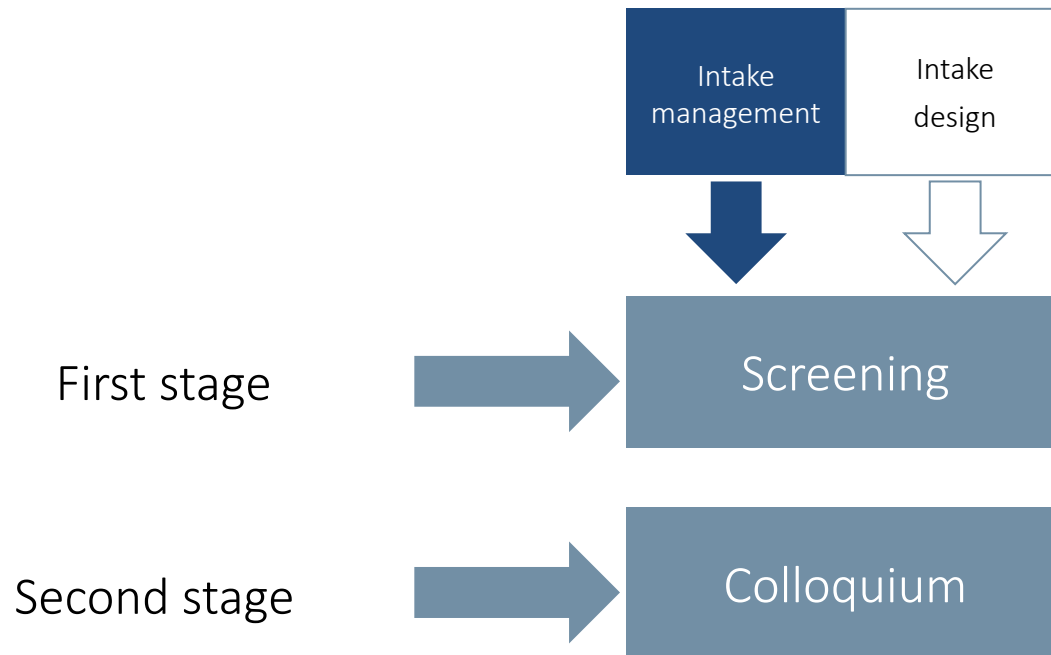 Intake
management
Intake
design
First stage
Screening
Second stage
Colloquium